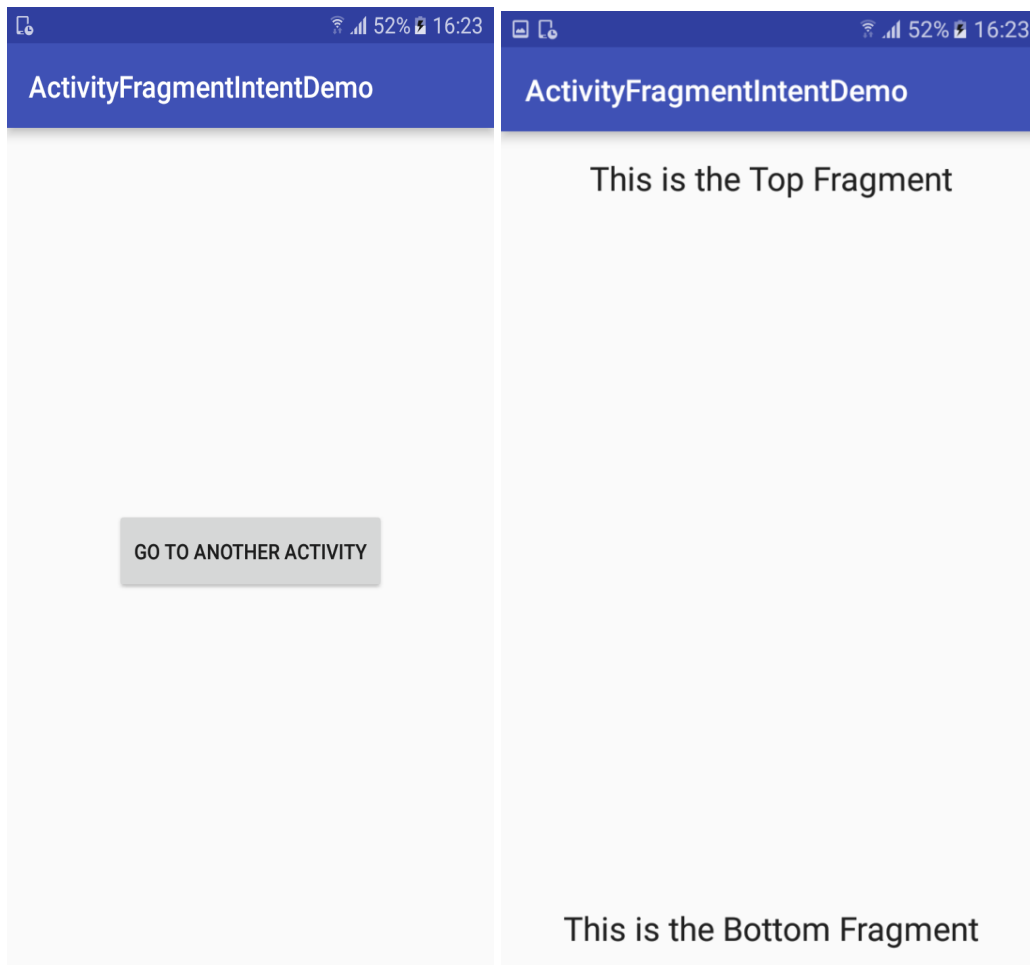 52% 16:23
ActivityFragmentIntentDemo
GO TO ANOTHER ACTIVITY
52% 16:23
ActivityFragmentIntentDemo
This is the Top Fragment
This is the Bottom Fragment